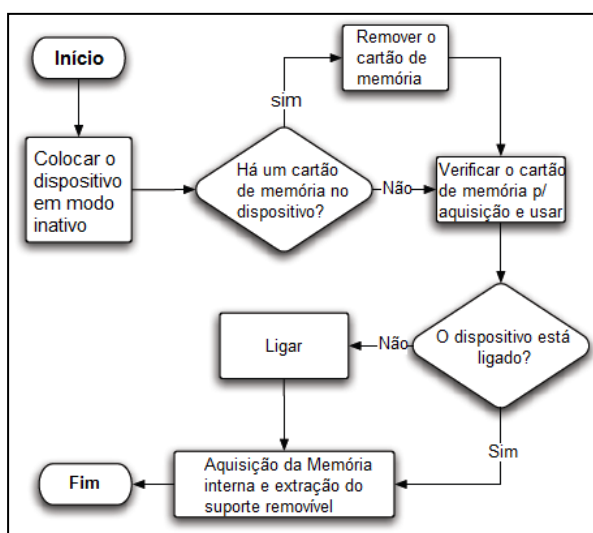 Início
Colocar o
dispositivo
em modo
inativo
Há um cartão
de memória no
dispositivo?
sim
Remover o
cartão de
memória
Não
Verificar o cartão
de memória p/
aquisição e usar
O dispositivo está
ligado?
Não
Ligar
Sim
Aquisição da Memória
interna e extração do
suporte removível
Fim